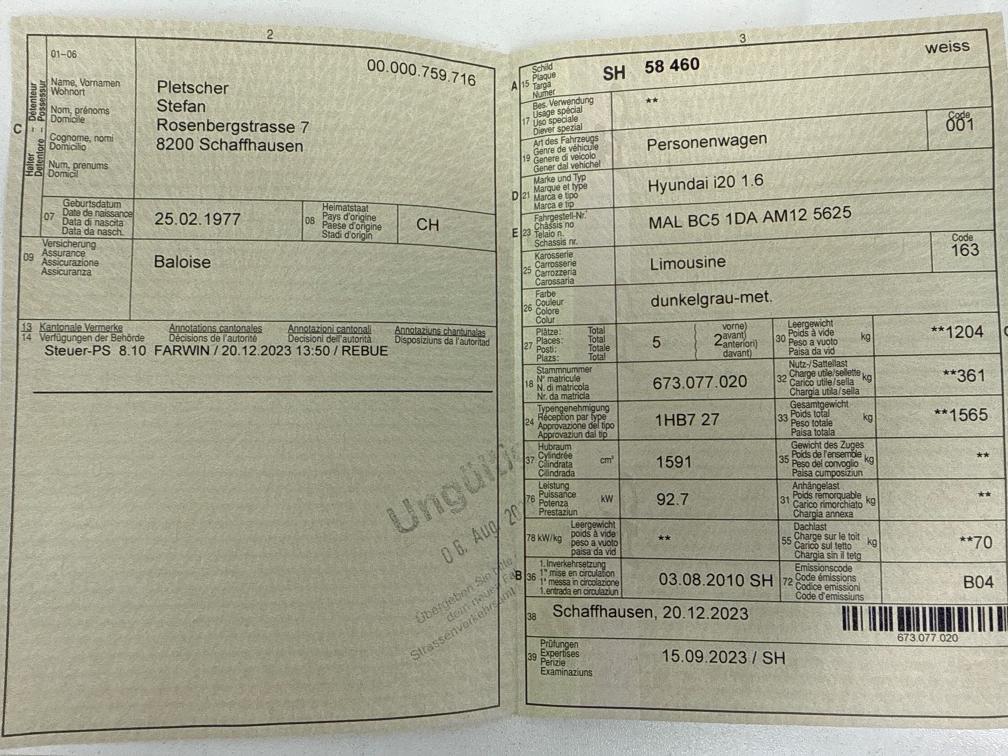 2
01-06
00.000.759.716
C
Halter – Détenteur
Detentore – Possessur
Name, Vornamen
Wohnort
Nom, prénoms
Domicile
Cognome, nomi
Domicilio
Num, prenums
Domicil
Pletscher
Stefan
Rosenbergstrasse 7
8200 Schaffhausen
07
Geburtsdatum
Date de naissance
Data di nascita
Data da nasch.
25.02.1977
08
Heimatstaat
Pays d'origine
Paese d'origine
Stadi d'origin
CH
09
Versicherung
Assurance
Assicurazione
Assicuranza
Baloise
13 Kantonale Vermerke Annotations cantonales Annotazioni cantonali Annotaziuns chantunalas
14 Verfügungen der Behörde Décisions de l'autorité Decisioni dell'autorità Disposiziuns da l'autoritad
Steuer-PS 8.10 FARWIN / 20.12.2023 13:50 / REBUE
06. Aug. 20
Übergeben Sie bitte
Strassenverkehrsamt
3
A 15
Schild
Plaque
Targa
Numer
SH 58 460
weiss
17
Bes. Verwendung
Usage spécial
Uso speciale
Diever spezial
**
19
Art des Fahrzeugs
Genre de véhicule
Genere di veicolo
Gener dal vehichel
Personenwagen
Code
001
D 21
Marke und Typ
Marque et type
Marca e tipo
Marca e tip
Hyundai i20 1.6
E 23
Fahrgestell-Nr.
Châssis no
Telaio n.
Schassis nr.
MAL BC5 1DA AM12 5625
25
Karosserie
Carrosserie
Carrozzeria
Carossaria
Limousine
Code
163
26
Farbe
Couleur
Colore
Colur
dunkelgrau-met.
27
Plätze: Total
Places: Total
Posti: Totale
Plazs: Total
5
2
vorne)
avant)
anteriori)
davant)
30
Leergewicht
Poids à vide
Peso a vuoto
Paisa da vid
kg
**1204
18
Stammnummer
N° matricule
N. di matricola
Nr. da matricla
673.077.020
32
Nutz-/Sattellast
Charge utile/sellette
Carico utile/sella
Chargia utila/sella
kg
**361
24
Typengenehmigung
Réception par type
Approvazione del tipo
Approvaziun dal tip
1HB7 27
33
Gesamtgewicht
Poids total
Peso totale
Paisa totala
kg
**1565
37
Hubraum
Cylindrée
Cilindrata
Cilindrada
cm³
1591
35
Gewicht des Zuges
Poids de l'ensemble
Peso del convoglio
Paisa cumposiziun
kg
**
76
Leistung
Puissance
Potenza
Prestaziun
kW
92.7
31
Anhängelast
Poids remorquable
Carico rimorchiato
Chargia annexa
kg
**
78 kW/kg
Leergewicht
poids à vide
peso a vuoto
paisa da vid
**
55
Dachlast
Charge sur le toit
Carico sul tetto
Chargia sin il tetg
kg
**70
B 36
1. Inverkehrsetzung
1re mise en circulation
1a messa in circolazione
1. entrada en circulaziun
03.08.2010 SH
72
Emissionscode
Code émissions
Codice emissioni
Code d'emissiuns
B04
38
Schaffhausen, 20.12.2023
673.077.020
39
Prüfungen
Expertises
Perizie
Examinaziuns
15.09.2023 / SH